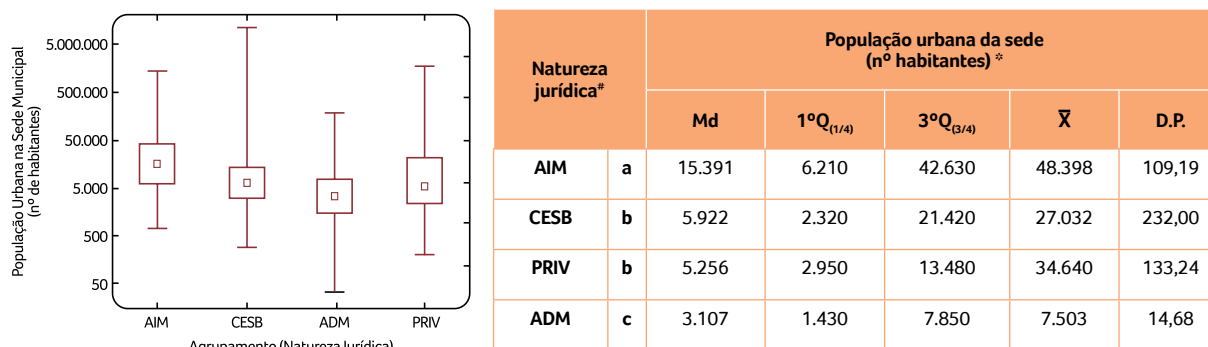 População Urbana na Sede Municipal
(nº de habitantes)
5.000.000
500.000
50.000
5.000
500
50
AIM CESB ADM PRIV
Agrupamento (Natureza Jurídica)
Natureza
jurídica#
População urbana da sede
(nº habitantes) *
Md 1ºQ(1/4) 3ºQ(3/4) X̅ D.P.
AIM a 15.391 6.210 42.630 48.398 109,19
CESB b 5.922 2.320 21.420 27.032 232,00
PRIV b 5.256 2.950 13.480 34.640 133,24
ADM c 3.107 1.430 7.850 7.503 14,68